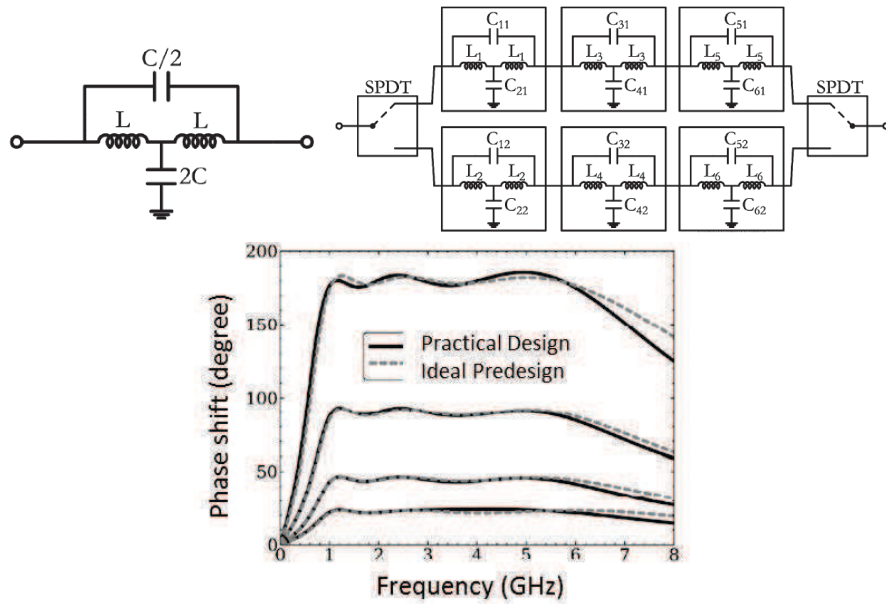 C/2
L L
2C
C₁₁ C₃₁ C₅₁
L₁ L₁ L₃ L₃ L₅ L₅
SPDT C₂₁ C₄₁ C₆₁ SPDT
C₁₂ C₃₂ C₅₂
L₂ L₂ L₄ L₄ L₆ L₆
C₂₂ C₄₂ C₆₂
Phase shift (degree)
200
150
100
50
0
Practical Design
Ideal Predesign
0 1 2 3 4 5 6 7 8
Frequency (GHz)